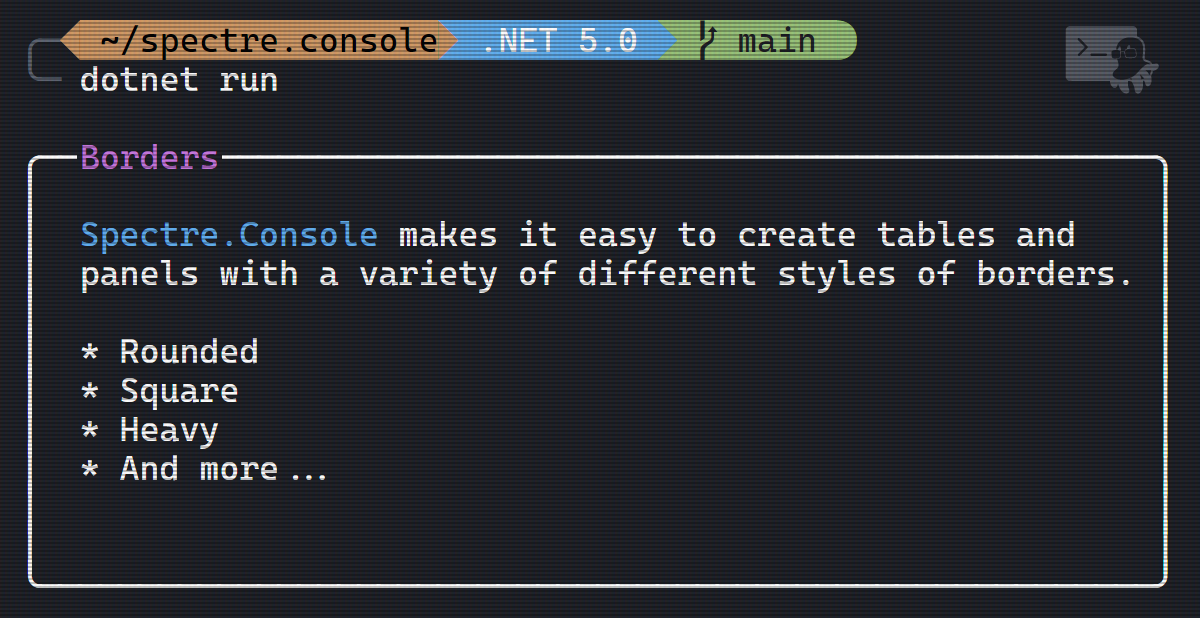 ~/spectre.console .NET 5.0 main
dotnet run
Borders
Spectre.Console makes it easy to create tables and
panels with a variety of different styles of borders.
* Rounded
* Square
* Heavy
* And more...